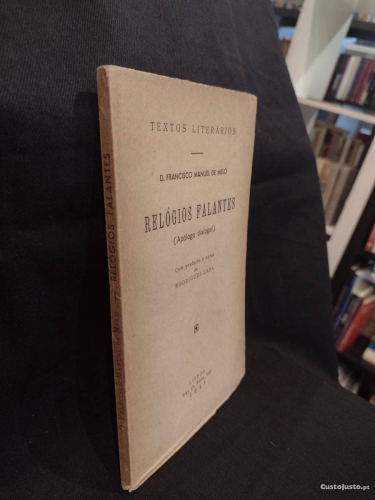 TEXTOS LITERÁRIOS
D. FRANCISCO MANUEL DE MELO
RELÓGIOS FALANTES
(Apólogo dialogal)
Com prefácio e notas
de
RODRIGUES LAPA
LISBOA
RELÓGIOS FALANTES
CustoJusto.pt